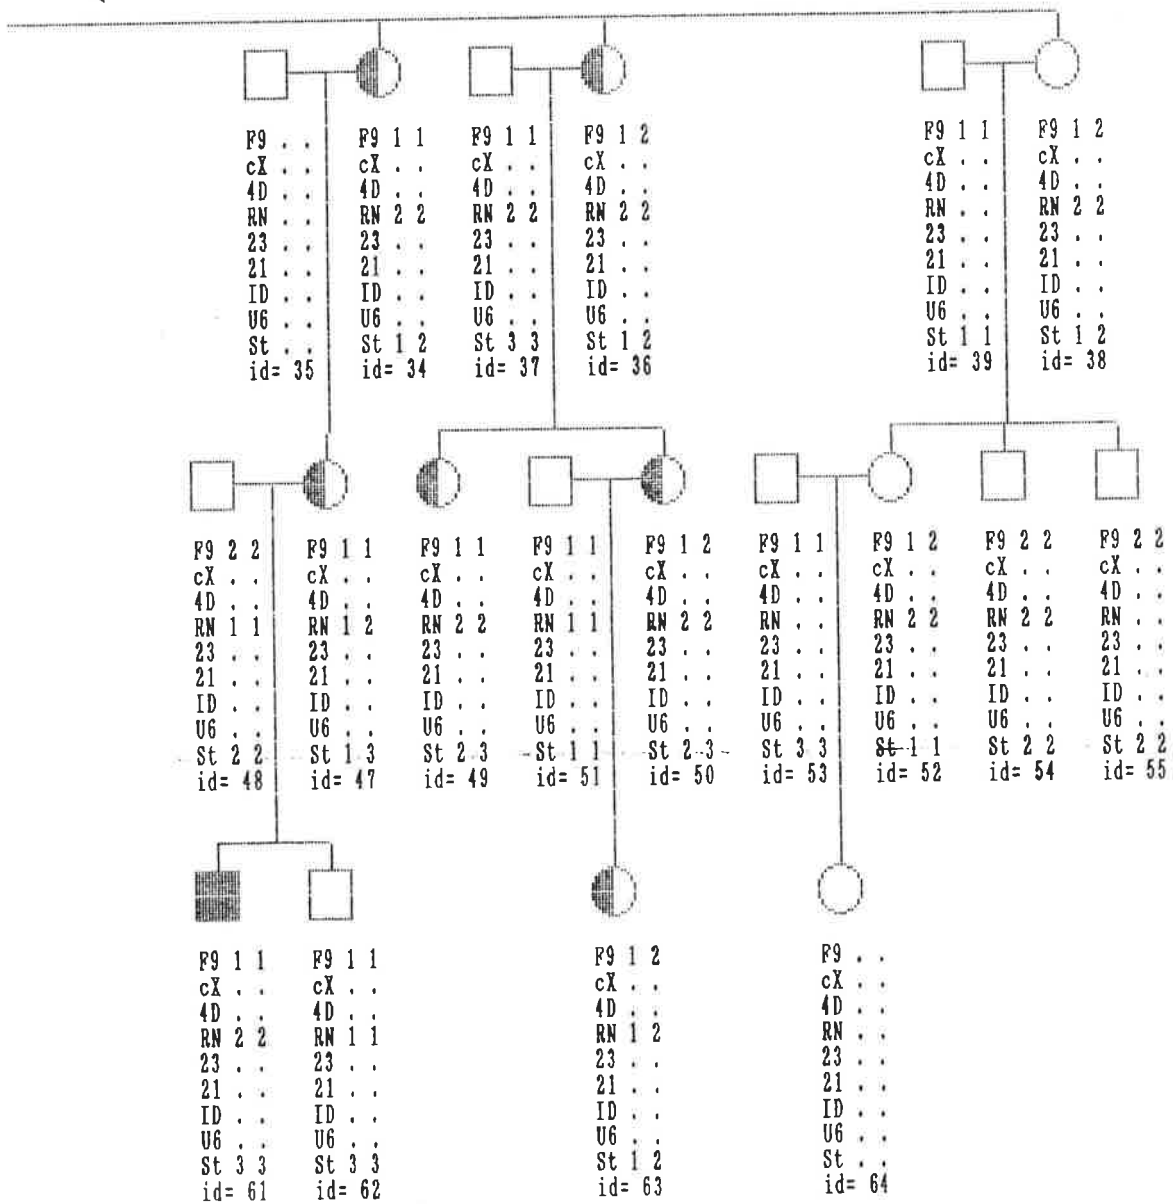 F9 . . F9 1 1 F9 1 1 F9 1 2 F9 1 1 F9 1 2
cX . . cX . . cX . . cX . . cX . . cX . .
4D . . 4D . . 4D . . 4D . . 4D . . 4D . .
RN . . RN 2 2 RN 2 2 RN 2 2 RN . . RN 2 2
23 . . 23 . . 23 . . 23 . . 23 . . 23 . .
21 . . 21 . . 21 . . 21 . . 21 . . 21 . .
ID . . ID . . ID . . ID . . ID . . ID . .
U6 . . U6 . . U6 . . U6 . . U6 . . U6 . .
St . . St 1 2 St 3 3 St 1 2 St 1 1 St 1 2
id= 35 id= 34 id= 37 id= 36 id= 39 id= 38
F9 2 2 F9 1 1 F9 1 1 F9 1 1 F9 1 2 F9 1 1 F9 1 2 F9 2 2 F9 2 2
cX . . cX . . cX . . cX . . cX . . cX . . cX . . cX . . cX . .
4D . . 4D . . 4D . . 4D . . 4D . . 4D . . 4D . . 4D . . 4D . .
RN 1 1 RN 1 2 RN 2 2 RN 1 1 RN 2 2 RN . . RN 2 2 RN 2 2 RN . .
23 . . 23 . . 23 . . 23 . . 23 . . 23 . . 23 . . 23 . . 23 . .
21 . . 21 . . 21 . . 21 . . 21 . . 21 . . 21 . . 21 . . 21 . .
ID . . ID . . ID . . ID . . ID . . ID . . ID . . ID . . ID . .
U6 . . U6 . . U6 . . U6 . . U6 . . U6 . . U6 . . U6 . . U6 . .
St 2 2 St 1 3 St 2 3 St 1 1 St 2 3 St 3 3 St 1 1 St 2 2 St 2 2
id= 48 id= 47 id= 49 id= 51 id= 50 id= 53 id= 52 id= 54 id= 55
F9 1 1 F9 1 1 F9 1 2 F9 . .
cX . . cX . . cX . . cX . .
4D . . 4D . . 4D . . 4D . .
RN 2 2 RN 1 1 RN 1 2 RN . .
23 . . 23 . . 23 . . 23 . .
21 . . 21 . . 21 . . 21 . .
ID . . ID . . ID . . ID . .
U6 . . U6 . . U6 . . U6 . .
St 3 3 St 3 3 St 1 2 St . .
id= 61 id= 62 id= 63 id= 64